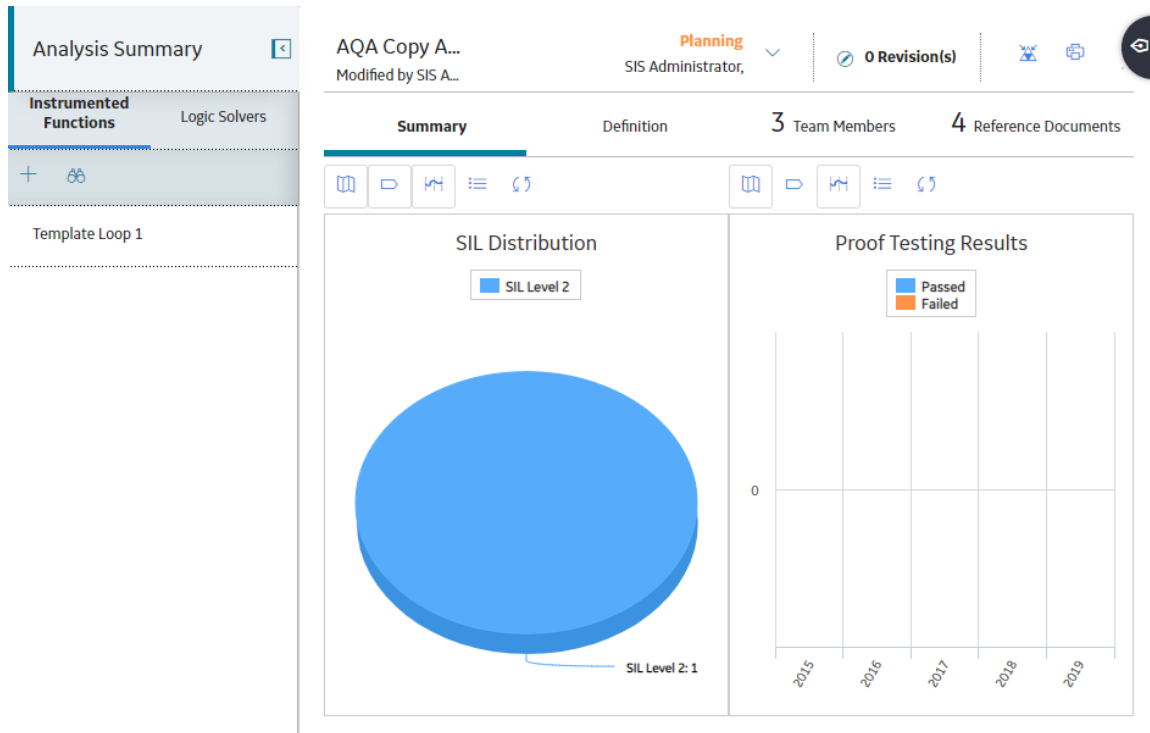 Analysis Summary
Instrumented
Functions
Logic Solvers
Template Loop 1
AQA Copy A...
Modified by SIS A...
Planning
SIS Administrator,
0 Revision(s)
Summary
Definition
3 Team Members
4 Reference Documents
SIL Distribution
SIL Level 2
SIL Level 2: 1
Proof Testing Results
Passed
Failed
0
2015
2016
2017
2018
2019